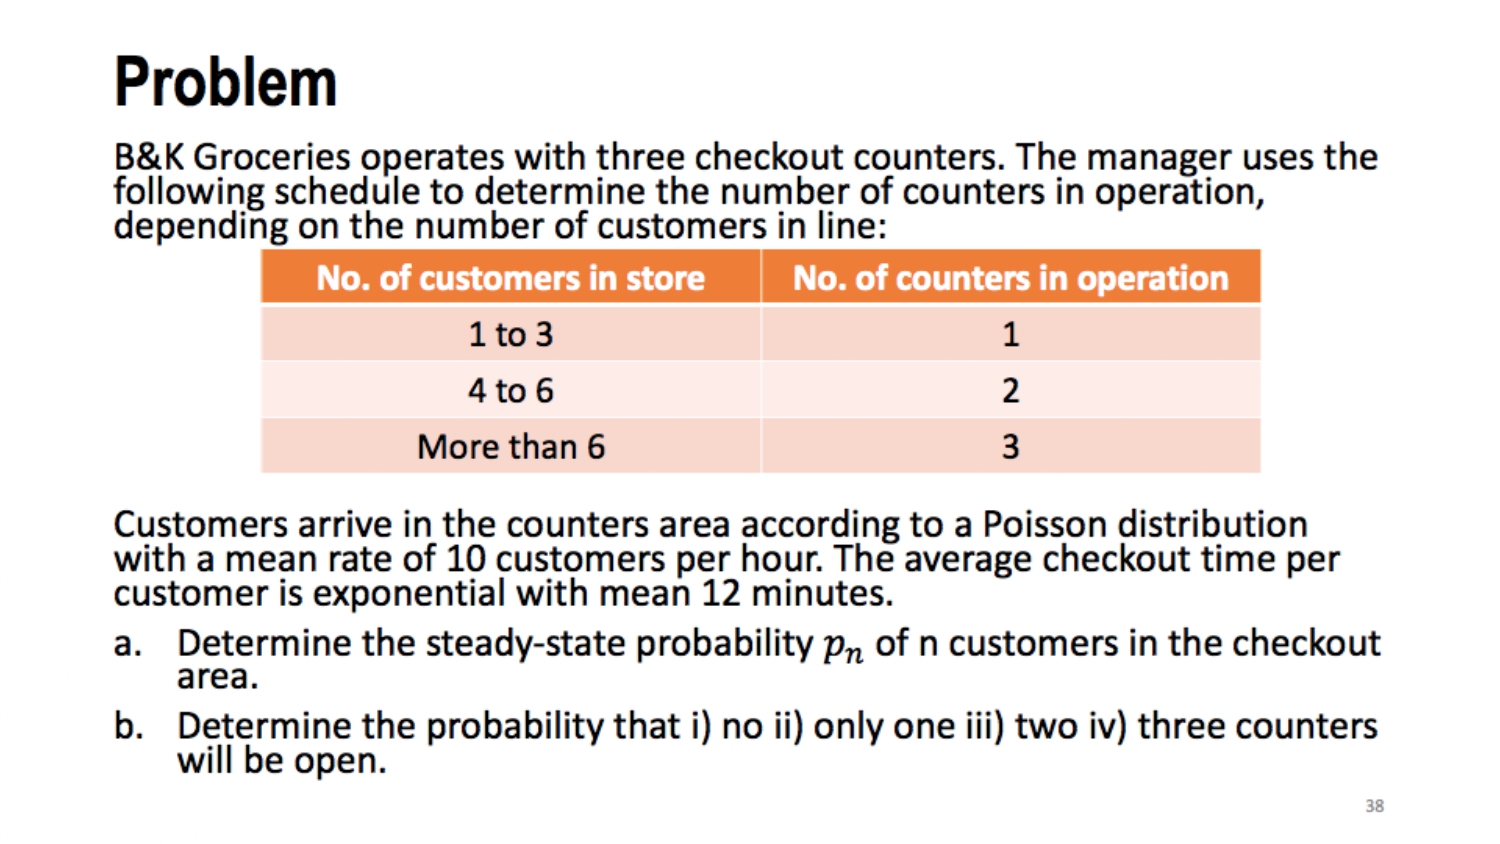 Problem
B&K Groceries operates with three checkout counters. The manager uses the
following schedule to determine the number of counters in operation,
depending on the number of customers in line:
No. of customers in store No. of counters in operation
1 to 3 1
4 to 6 2
More than 6 3
Customers arrive in the counters area according to a Poisson distribution
with a mean rate of 10 customers per hour. The average checkout time per
customer is exponential with mean 12 minutes.
a. Determine the steady-state probability pₙ of n customers in the checkout
area.
b. Determine the probability that i) no ii) only one iii) two iv) three counters
will be open.
38